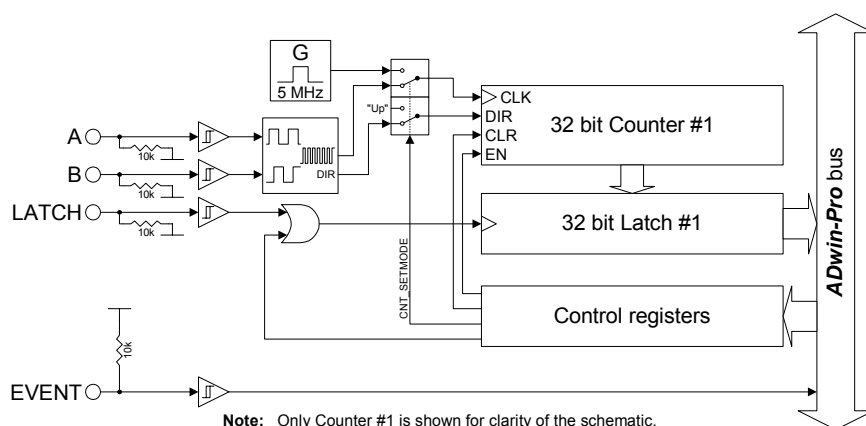 G
5 MHz
"Up"
A
10k
B
10k
DIR
LATCH
10k
CNT_SETMODE
CLK
DIR
CLR
EN
32 bit Counter #1
32 bit Latch #1
Control registers
ADwin-Pro bus
10k
EVENT
Note: Only Counter #1 is shown for clarity of the schematic.